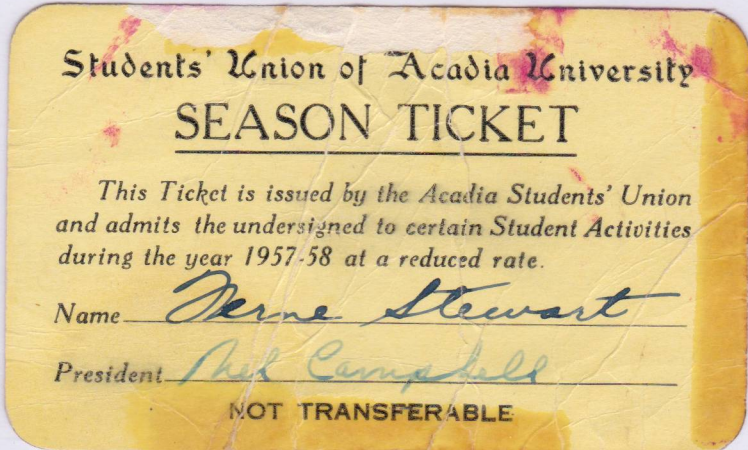 Students' Union of Acadia University
SEASON TICKET
This Ticket is issued by the Acadia Students' Union
and admits the undersigned to certain Student Activities
during the year 1957-58 at a reduced rate.
Name Verne Stewart
President Mel Campbell
NOT TRANSFERABLE